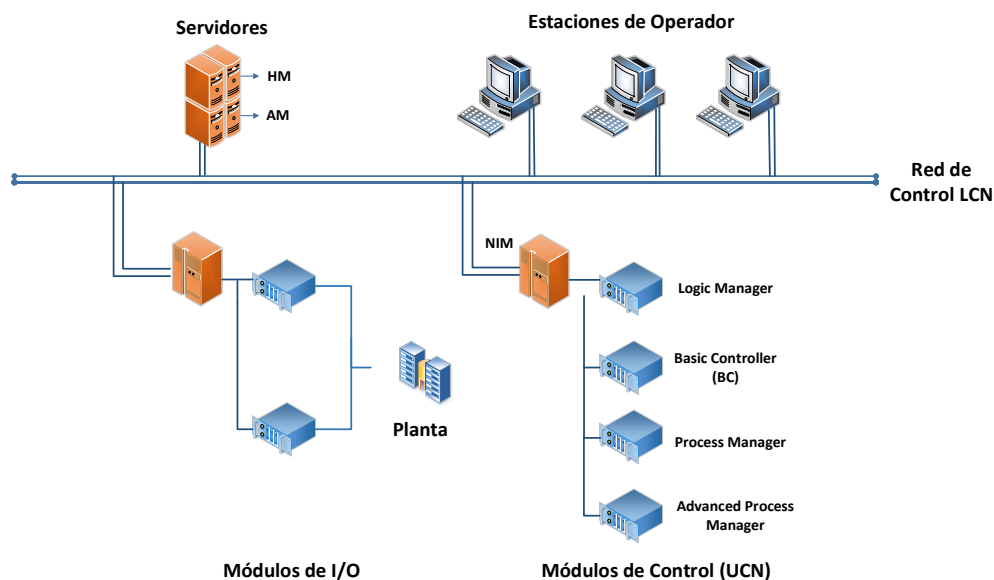 Servidores
Estaciones de Operador
HM
AM
Red de
Control LCN
NIM
Logic Manager
Basic Controller
(BC)
Planta
Process Manager
Advanced Process
Manager
Módulos de I/O
Módulos de Control (UCN)